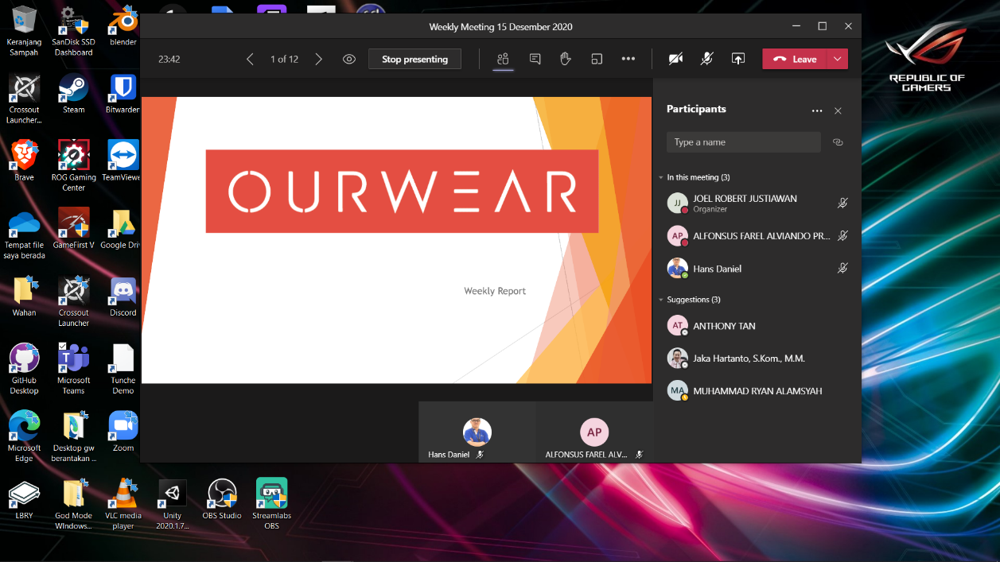 Keranjang
Sampah
SanDisk SSD
Dashboard
blender
Crossout
Launcher...
Steam
Bitwarden
Brave
ROG Gaming
Center
TeamViewe
Tempat file
saya berada
GameFirst V
Google Driv
Wahan
Crossout
Launcher
Discord
GitHub
Desktop
Microsoft
Teams
Tunche
Demo
Microsoft
Edge
Desktop gw
berantakan ...
Zoom
LBRY
God Mode
WIndows...
VLC media
player
Unity
2020.1.7...
OBS Studio
Streamlabs
OBS
Weekly Meeting 15 Desember 2020
23:42
1 of 12
Stop presenting
Leave
OURWEAR
Weekly Report
Hans Daniel
AP
ALFONSUS FAREL ALV...
Participants
Type a name
In this meeting (3)
JJ
JOEL ROBERT JUSTIAWAN
Organizer
AP
ALFONSUS FAREL ALVIANDO PR...
Hans Daniel
Suggestions (3)
AT
ANTHONY TAN
Jaka Hartanto, S.Kom., M.M.
MA
MUHAMMAD RYAN ALAMSYAH
REPUBLIC OF
GAMERS